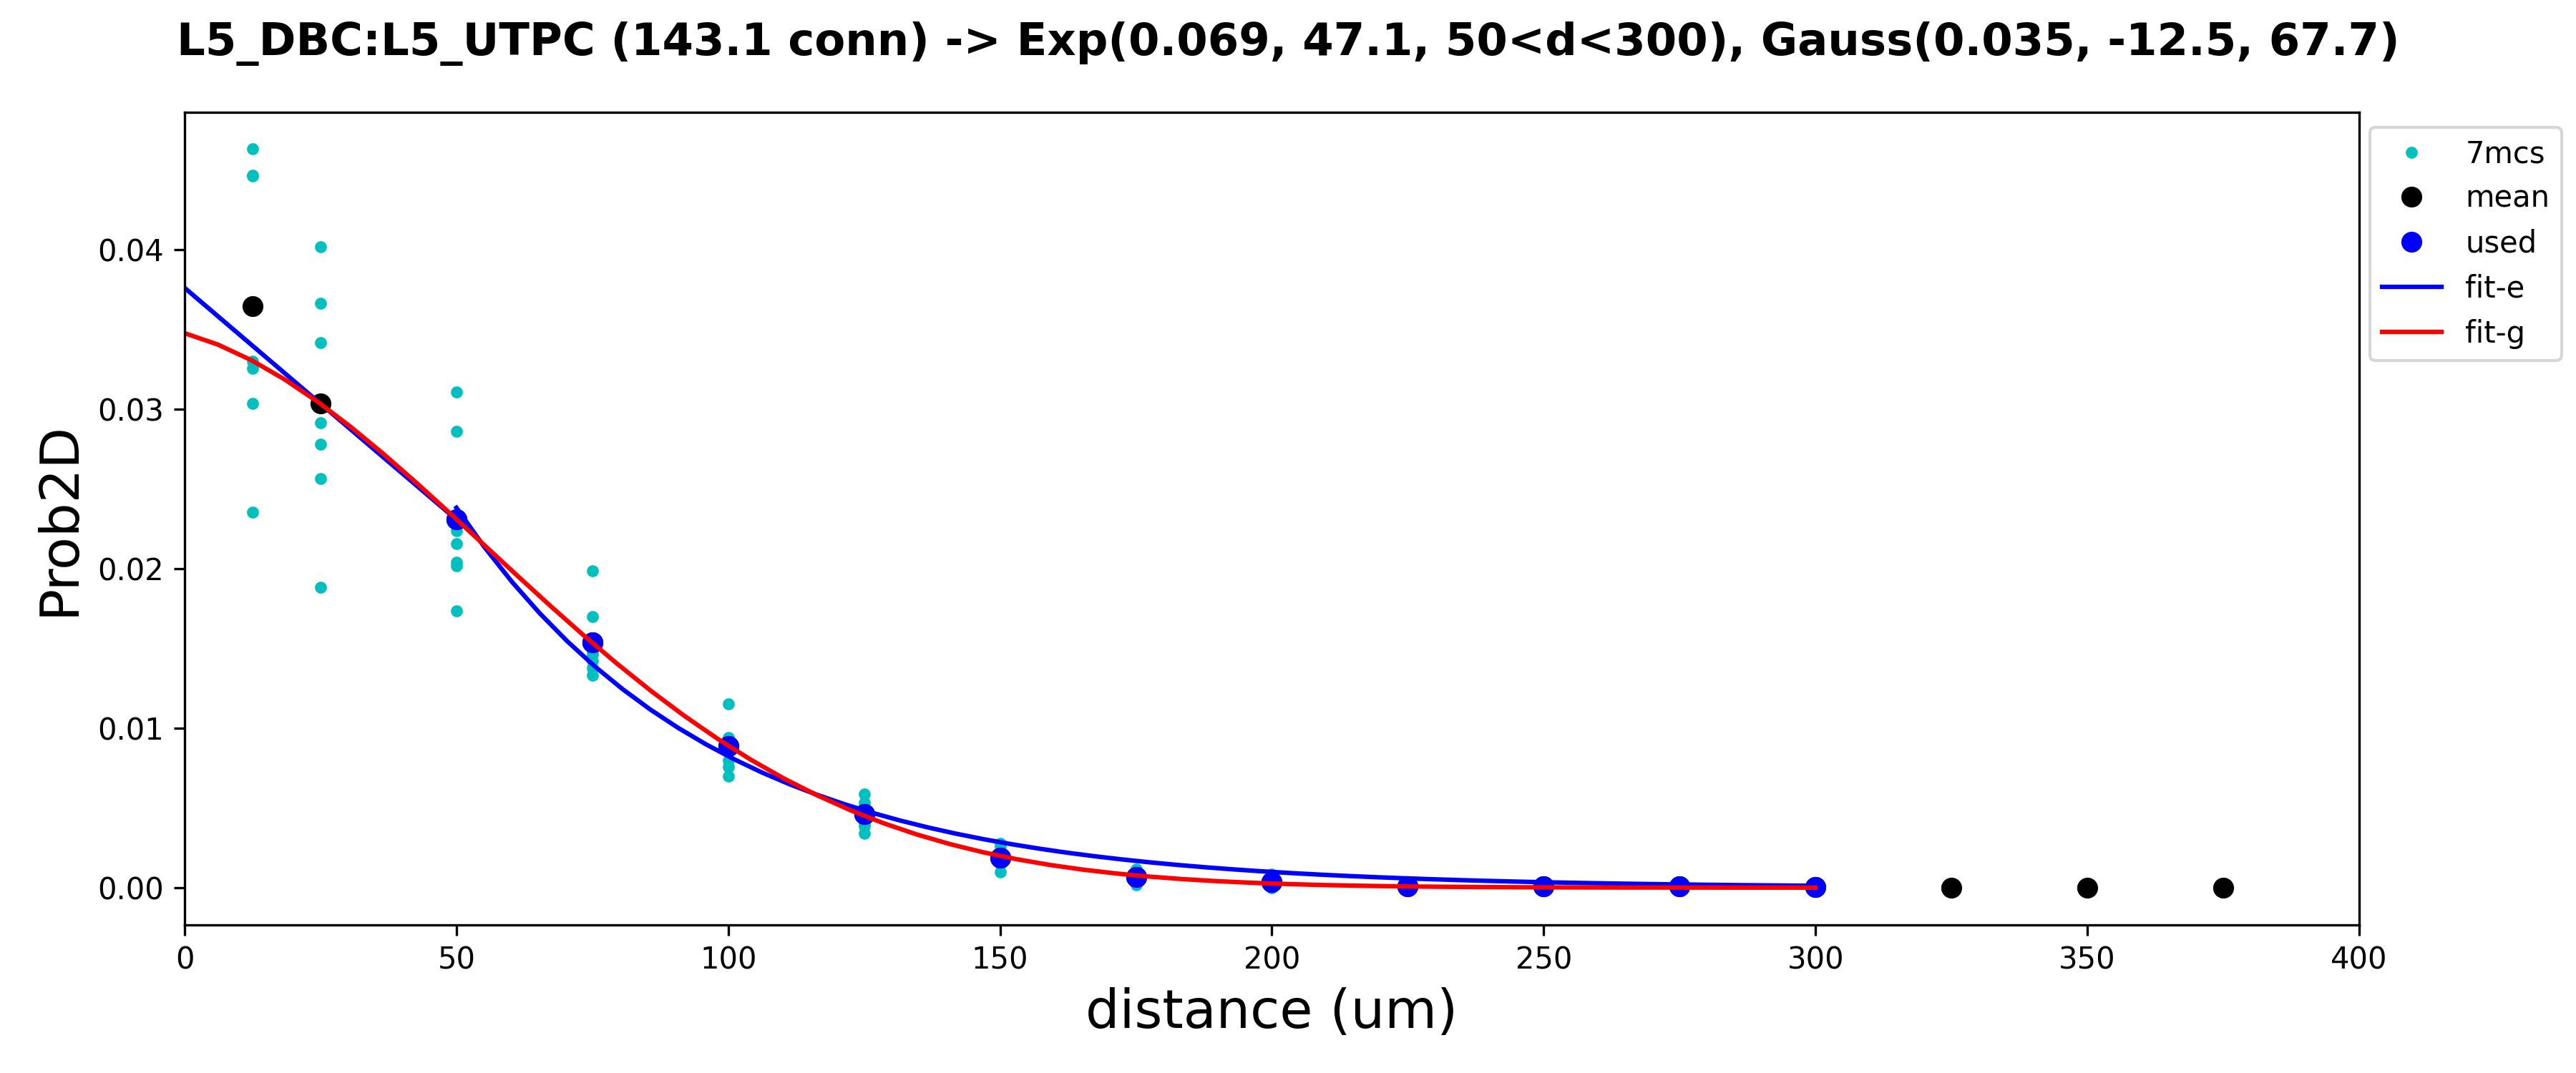 L5_DBC:L5_UTPC (143.1 conn) -> Exp(0.069, 47.1, 50<d<300), Gauss(0.035, -12.5, 67.7)
7mcs
mean
used
fit-e
fit-g
0.04
0.03
0.02
0.01
0.00
Prob2D
0 50 100 150 200 250 300 350 400
distance (um)